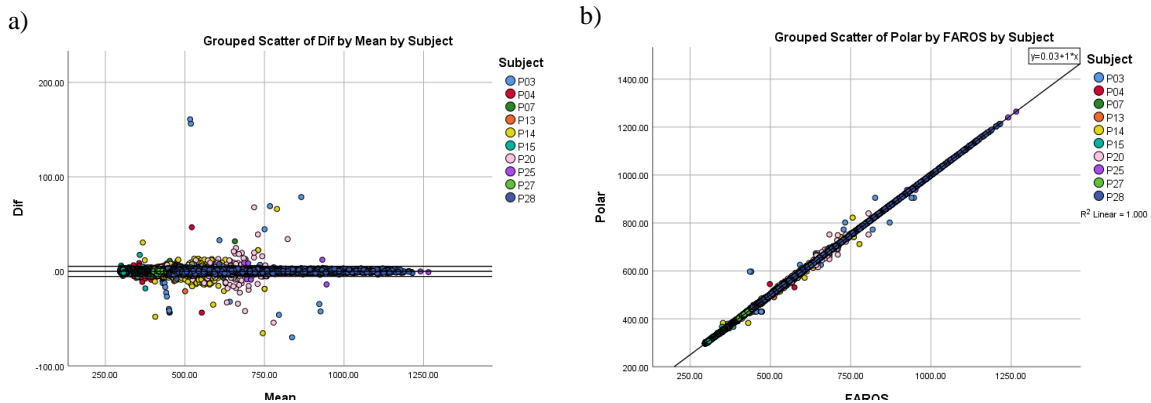 a)
Grouped Scatter of Dif by Mean by Subject
Dif
200.00
100.00
.00
-100.00
250.00 500.00 750.00 1000.00 1250.00
Mean
Subject
P03
P04
P07
P13
P14
P15
P20
P25
P27
P28
b)
Grouped Scatter of Polar by FAROS by Subject
y=0.03+1*x
Polar
1400.00
1200.00
1000.00
800.00
600.00
400.00
200.00
250.00 500.00 750.00 1000.00 1250.00
FAROS
Subject
P03
P04
P07
P13
P14
P15
P20
P25
P27
P28
R2 Linear = 1.000